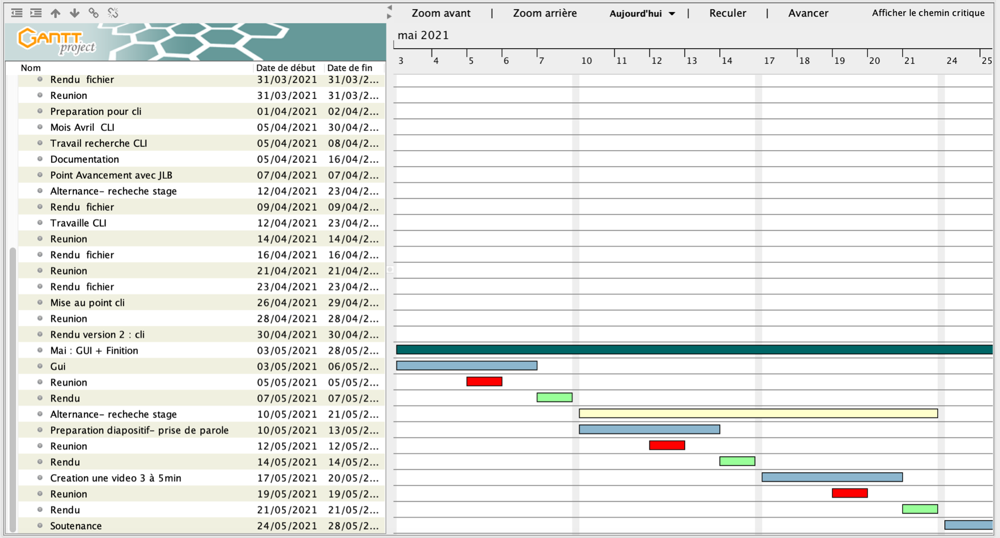 Zoom avant | Zoom arrière Aujourd'hui | Reculer | Avancer Afficher le chemin critique
GANTT
project
mai 2021
3 4 5 6 7 10 11 12 13 14 17 18 19 20 21 24 25
Nom Date de début Date de fin
Rendu fichier 31/03/2021 31/03/2...
Reunion 31/03/2021 31/03/2...
Preparation pour cli 01/04/2021 02/04/2...
Mois Avril CLI 05/04/2021 30/04/2...
Travail recherche CLI 05/04/2021 08/04/2...
Documentation 05/04/2021 16/04/2...
Point Avancement avec JLB 07/04/2021 07/04/2...
Alternance- recheche stage 12/04/2021 23/04/2...
Rendu fichier 09/04/2021 09/04/2...
Travaille CLI 12/04/2021 23/04/2...
Reunion 14/04/2021 14/04/2...
Rendu fichier 16/04/2021 16/04/2...
Reunion 21/04/2021 21/04/2...
Rendu fichier 23/04/2021 23/04/2...
Mise au point cli 26/04/2021 29/04/2...
Reunion 28/04/2021 28/04/2...
Rendu version 2 : cli 30/04/2021 30/04/2...
Mai : GUI + Finition 03/05/2021 28/05/2...
Gui 03/05/2021 06/05/2...
Reunion 05/05/2021 05/05/2...
Rendu 07/05/2021 07/05/2...
Alternance- recheche stage 10/05/2021 21/05/2...
Preparation diapositif- prise de parole 10/05/2021 13/05/2...
Reunion 12/05/2021 12/05/2...
Rendu 14/05/2021 14/05/2...
Creation une video 3 à 5min 17/05/2021 20/05/2...
Reunion 19/05/2021 19/05/2...
Rendu 21/05/2021 21/05/2...
Soutenance 24/05/2021 28/05/2...